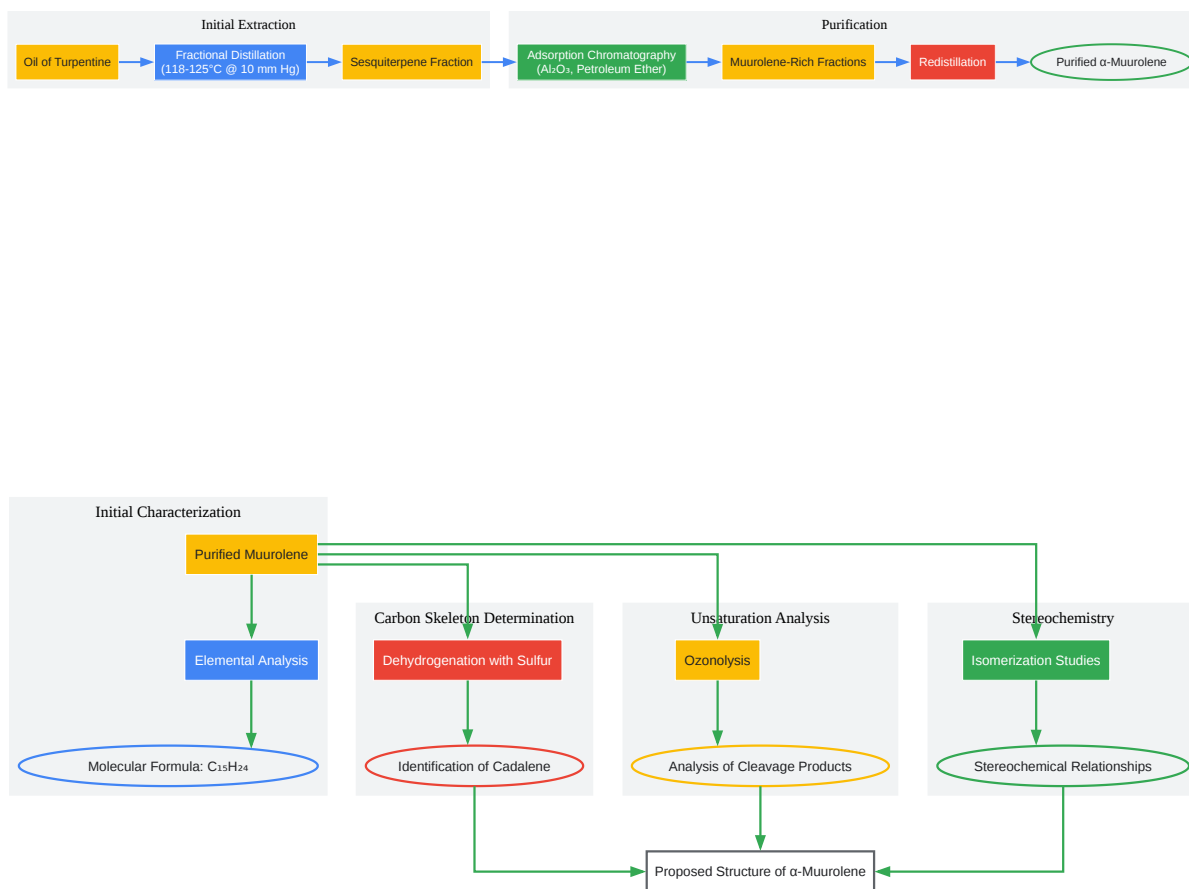 Initial Extraction
Purification
Oil of Turpentine
Fractional Distillation
(118-125°C @ 10 mm Hg)
Sesquiterpene Fraction
Adsorption Chromatography
(Al₂O₃, Petroleum Ether)
Muurolene-Rich Fractions
Redistillation
Purified α-Muurolene
Initial Characterization
Purified Muurolene
Carbon Skeleton Determination
Unsaturation Analysis
Stereochemistry
Elemental Analysis
Dehydrogenation with Sulfur
Ozonolysis
Isomerization Studies
Molecular Formula: C₁₅H₂₄
Identification of Cadalene
Analysis of Cleavage Products
Stereochemical Relationships
Proposed Structure of α-Muurolene